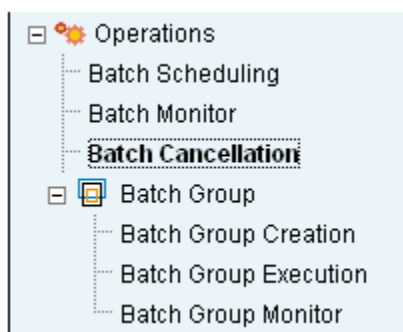 Operations
Batch Scheduling
Batch Monitor
Batch Cancellation
Batch Group
Batch Group Creation
Batch Group Execution
Batch Group Monitor